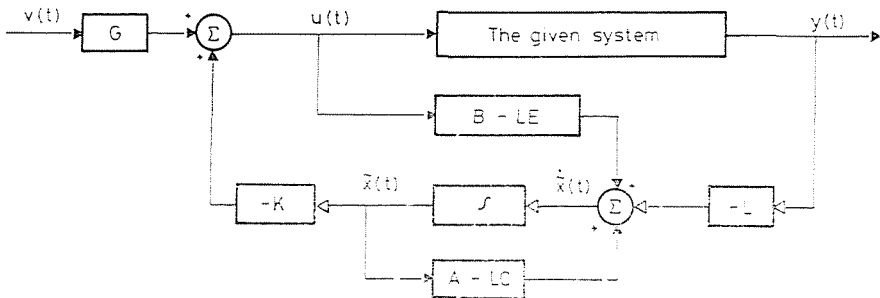 v(t)
G
+
Σ
+
u(t)
The given system
y(t)
B - LE
x̄(t)
ẋ̄(t)
+
-K
∫
Σ
-L
+
A - LC